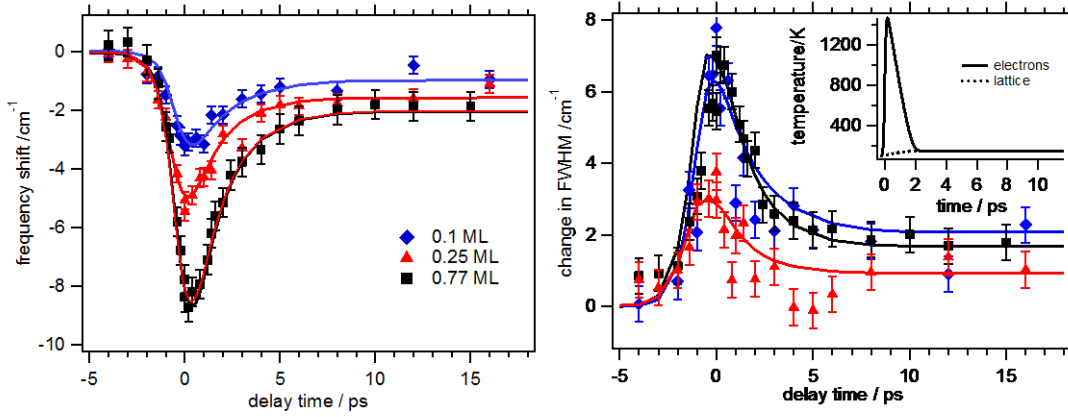 frequency shift /cm⁻¹
0
-2
-4
-6
-8
-10
0.1 ML
0.25 ML
0.77 ML
-5
0
5
10
15
delay time / ps
change in FWHM /cm⁻¹
8
6
4
2
0
-5
0
5
10
15
delay time / ps
temperature/K
1200
800
400
electrons
lattice
0
2
4
6
8
10
time / ps